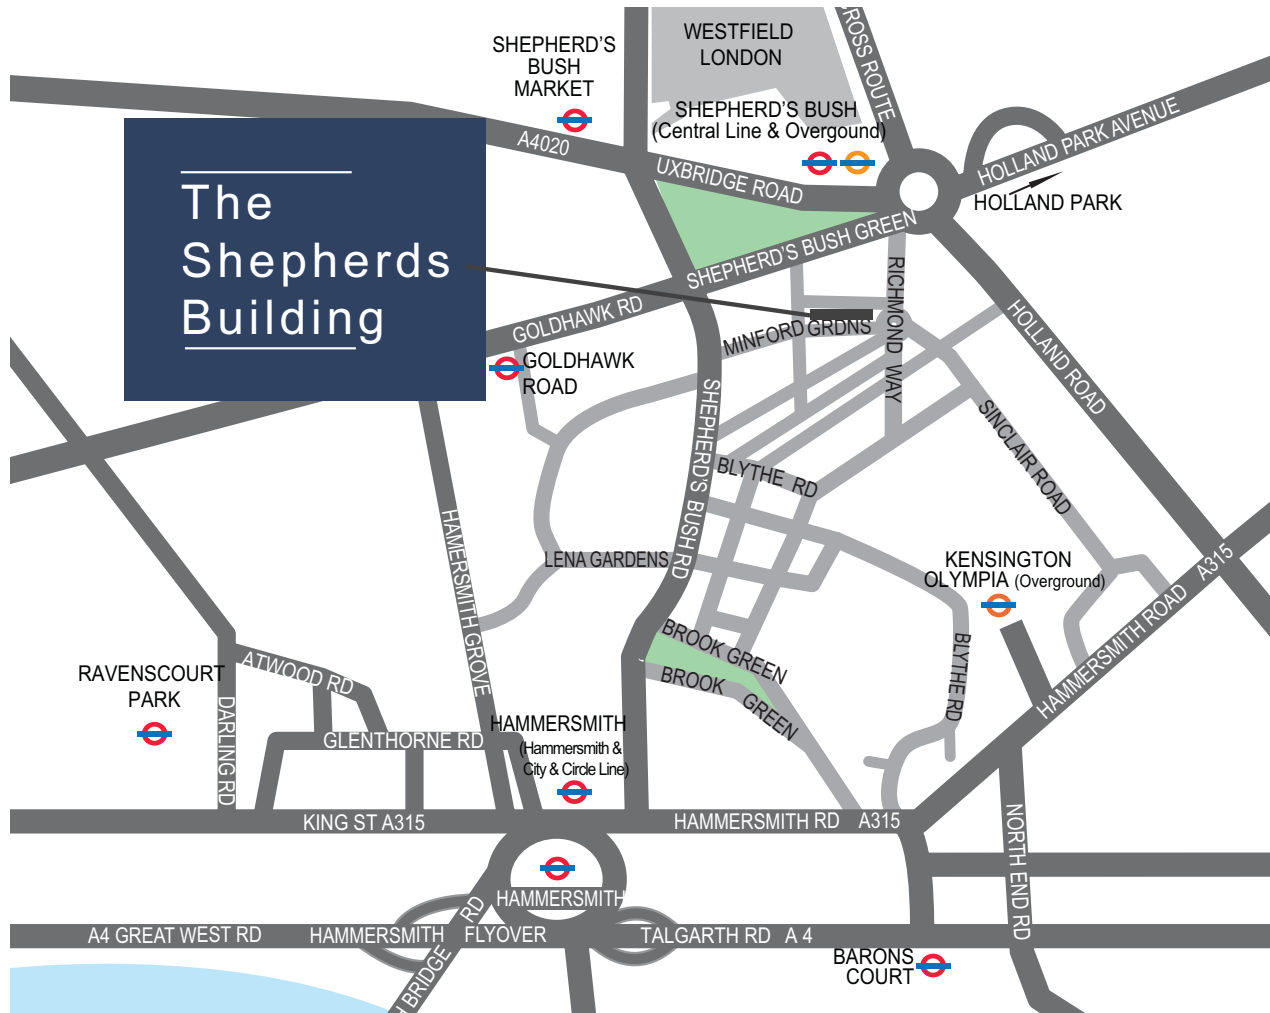 WESTFIELD
LONDON
CROSS ROUTE
SHEPHERD'S
BUSH
MARKET
SHEPHERD'S BUSH
(Central Line & Overgound)
A4020
UXBRIDGE ROAD
HOLLAND PARK AVENUE
HOLLAND PARK
The
Shepherds
Building
SHEPHERD'S BUSH GREEN
RICHMOND WAY
GOLDHAWK RD
MINFORD GRDNS
HOLLAND ROAD
GOLDHAWK
ROAD
SHEPHERD'S BUSH RD
SINCLAIR ROAD
BLYTHE RD
HAMERSMITH GROVE
LENA GARDENS
KENSINGTON
OLYMPIA (Overground)
A315
HAMMERSMITH ROAD
BROOK GREEN
BROOK GREEN
BLYTHE RD
RAVENSCOURT
PARK
ATWOOD RD
DARLING RD
GLENTHORNE RD
HAMMERSMITH
(Hammersmith &
City & Circle Line)
KING ST A315
HAMMERSMITH RD A315
NORTH END RD
HAMMERSMITH
A4 GREAT WEST RD
HAMMERSMITH FLYOVER
TALGARTH RD A 4
H BRIDGE RD
BARONS
COURT